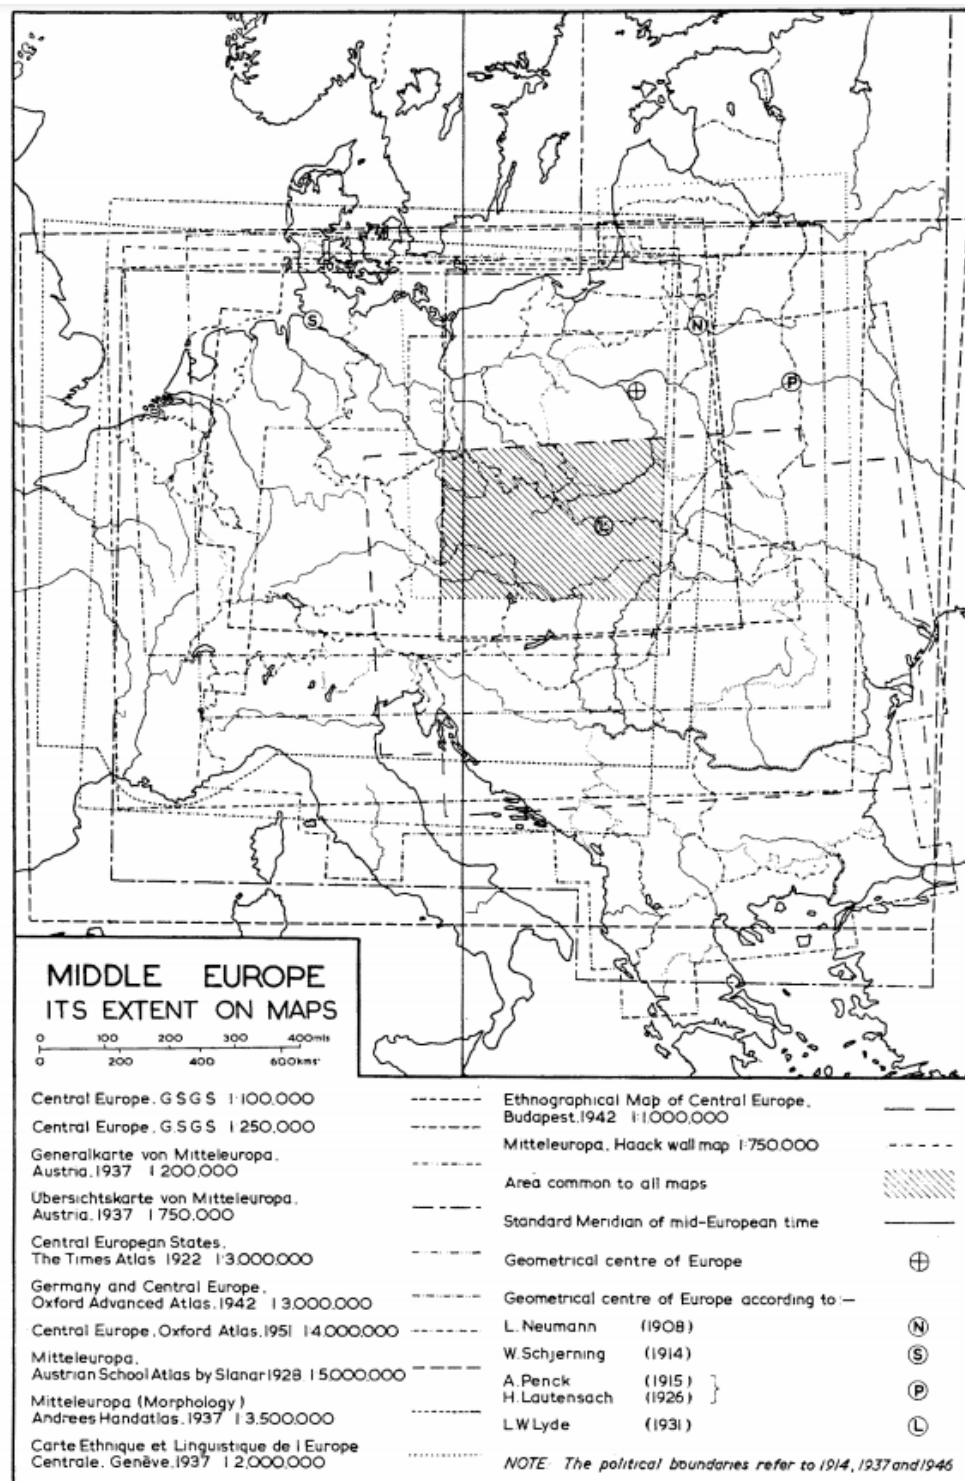 MIDDLE EUROPE
ITS EXTENT ON MAPS
0 100 200 300 400mls
0 200 400 600kms
Central Europe. G S G S 1:100,000
Central Europe. G S G S 1 250,000
Generalkarte von Mitteleuropa.
Austria. 1937 1 200,000
Übersichtskarte von Mitteleuropa.
Austria. 1937 1 750,000
Central European States.
The Times Atlas 1922 1:3,000,000
Germany and Central Europe.
Oxford Advanced Atlas. 1942 1 3,000,000
Central Europe. Oxford Atlas. 1951 1:4,000,000
Mitteleuropa.
Austrian School Atlas by Slanar 1928 1 5,000,000
Mitteleuropa (Morphology)
Andrees Handatlas. 1937 1 3,500,000
Carte Ethnique et Linguistique de l Europe
Centrale. Genêve. 1937 1 2,000,000
Ethnographical Map of Central Europe.
Budapest. 1942 1:1,000,000
Mitteleuropa, Haack wall map 1:750,000
Area common to all maps
Standard Meridian of mid-European time
Geometrical centre of Europe
Geometrical centre of Europe according to:—
L. Neumann (1908) N
W. Schjerning (1914) S
A. Penck (1915)
H. Lautensach (1926) P
L. W Lyde (1931) L
NOTE: The political boundaries refer to 1914, 1937 and 1946
S
N
P
L